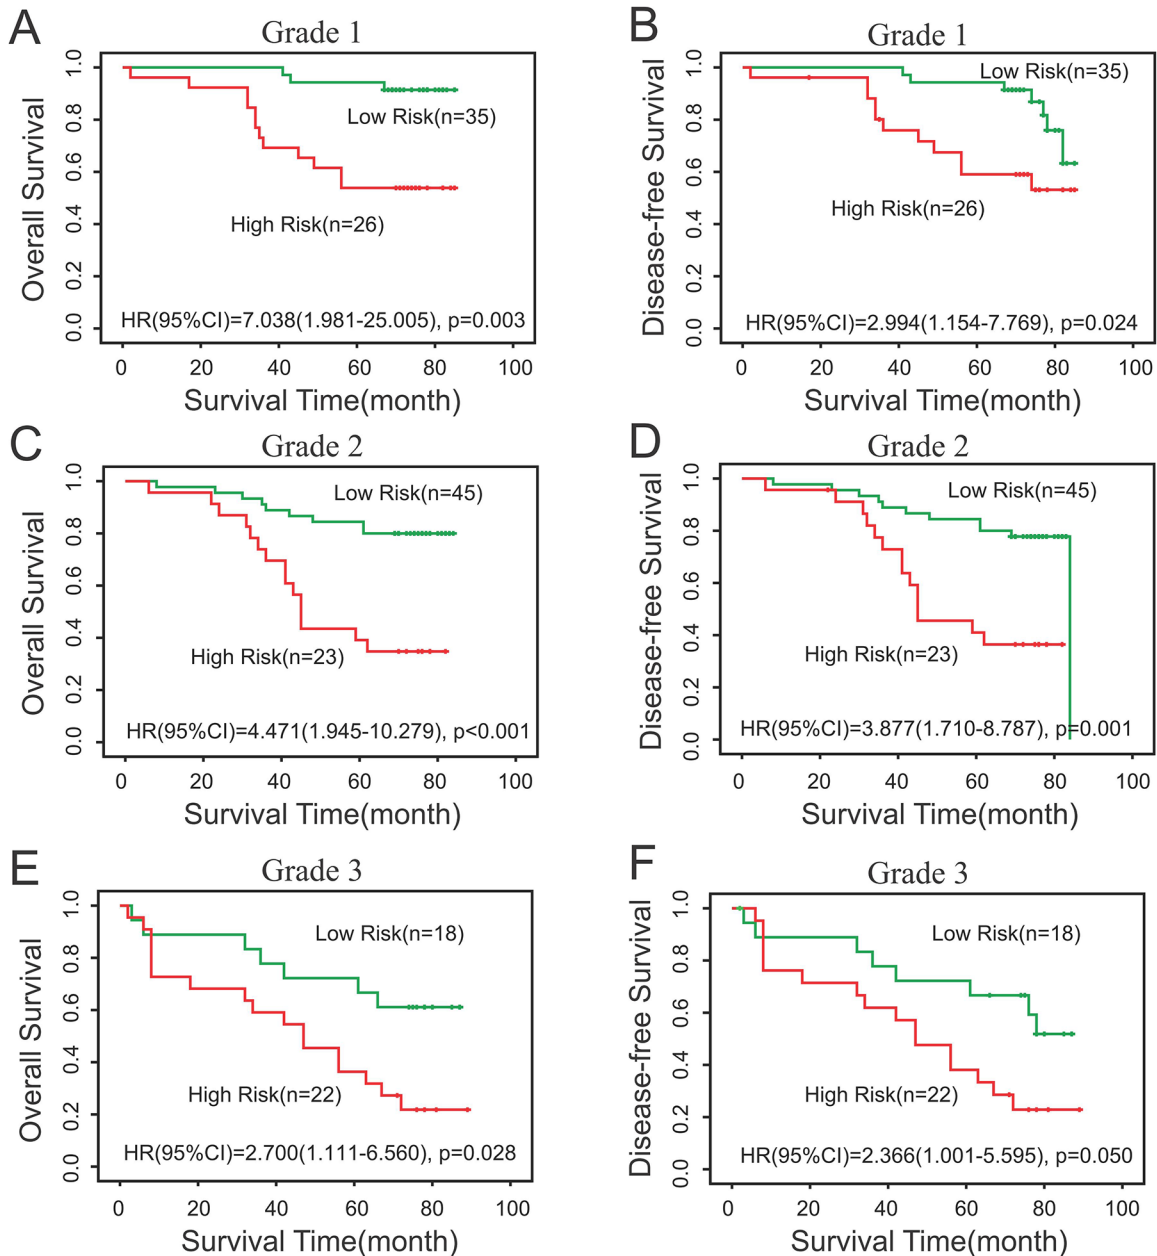 A
Grade 1
Overall Survival
1.0
0.8
0.6
0.4
0.2
0.0
Low Risk(n=35)
High Risk(n=26)
HR(95%CI)=7.038(1.981-25.005), p=0.003
0 20 40 60 80 100
Survival Time(month)
B
Grade 1
Disease-free Survival
1.0
0.8
0.6
0.4
0.2
0.0
Low Risk(n=35)
High Risk(n=26)
HR(95%CI)=2.994(1.154-7.769), p=0.024
0 20 40 60 80 100
Survival Time(month)
C
Grade 2
Overall Survival
1.0
0.8
0.6
0.4
0.2
0.0
Low Risk(n=45)
High Risk(n=23)
HR(95%CI)=4.471(1.945-10.279), p<0.001
0 20 40 60 80 100
Survival Time(month)
D
Grade 2
Disease-free Survival
1.0
0.8
0.6
0.4
0.2
0.0
Low Risk(n=45)
High Risk(n=23)
HR(95%CI)=3.877(1.710-8.787), p=0.001
0 20 40 60 80 100
Survival Time(month)
E
Grade 3
Overall Survival
1.0
0.8
0.6
0.4
0.2
0.0
Low Risk(n=18)
High Risk(n=22)
HR(95%CI)=2.700(1.111-6.560), p=0.028
0 20 40 60 80 100
Survival Time(month)
F
Grade 3
Disease-free Survival
1.0
0.8
0.6
0.4
0.2
0.0
Low Risk(n=18)
High Risk(n=22)
HR(95%CI)=2.366(1.001-5.595), p=0.050
0 20 40 60 80 100
Survival Time(month)